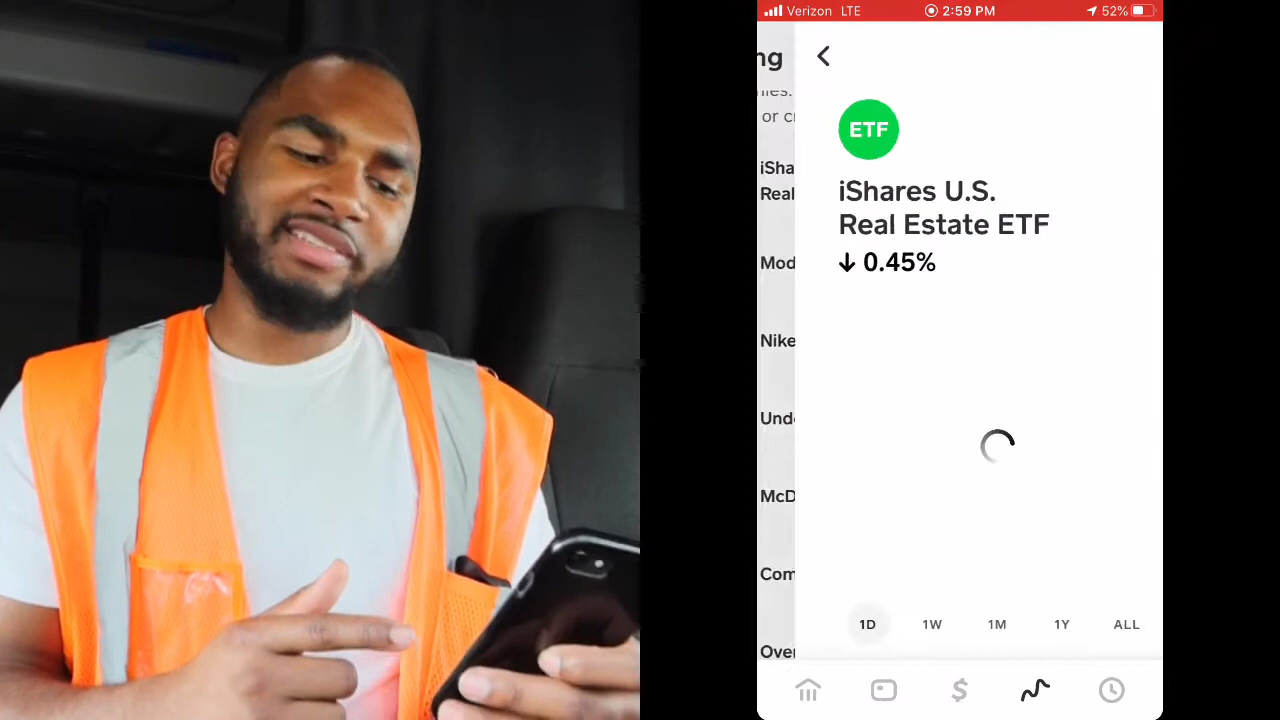 Verizon LTE 2:59 PM 52%
ng
or
iSha
Real
Mod
Nike
Und
McD
Com
Over
ETF
iShares U.S.
Real Estate ETF
↓ 0.45%
1D 1W 1M 1Y ALL
$